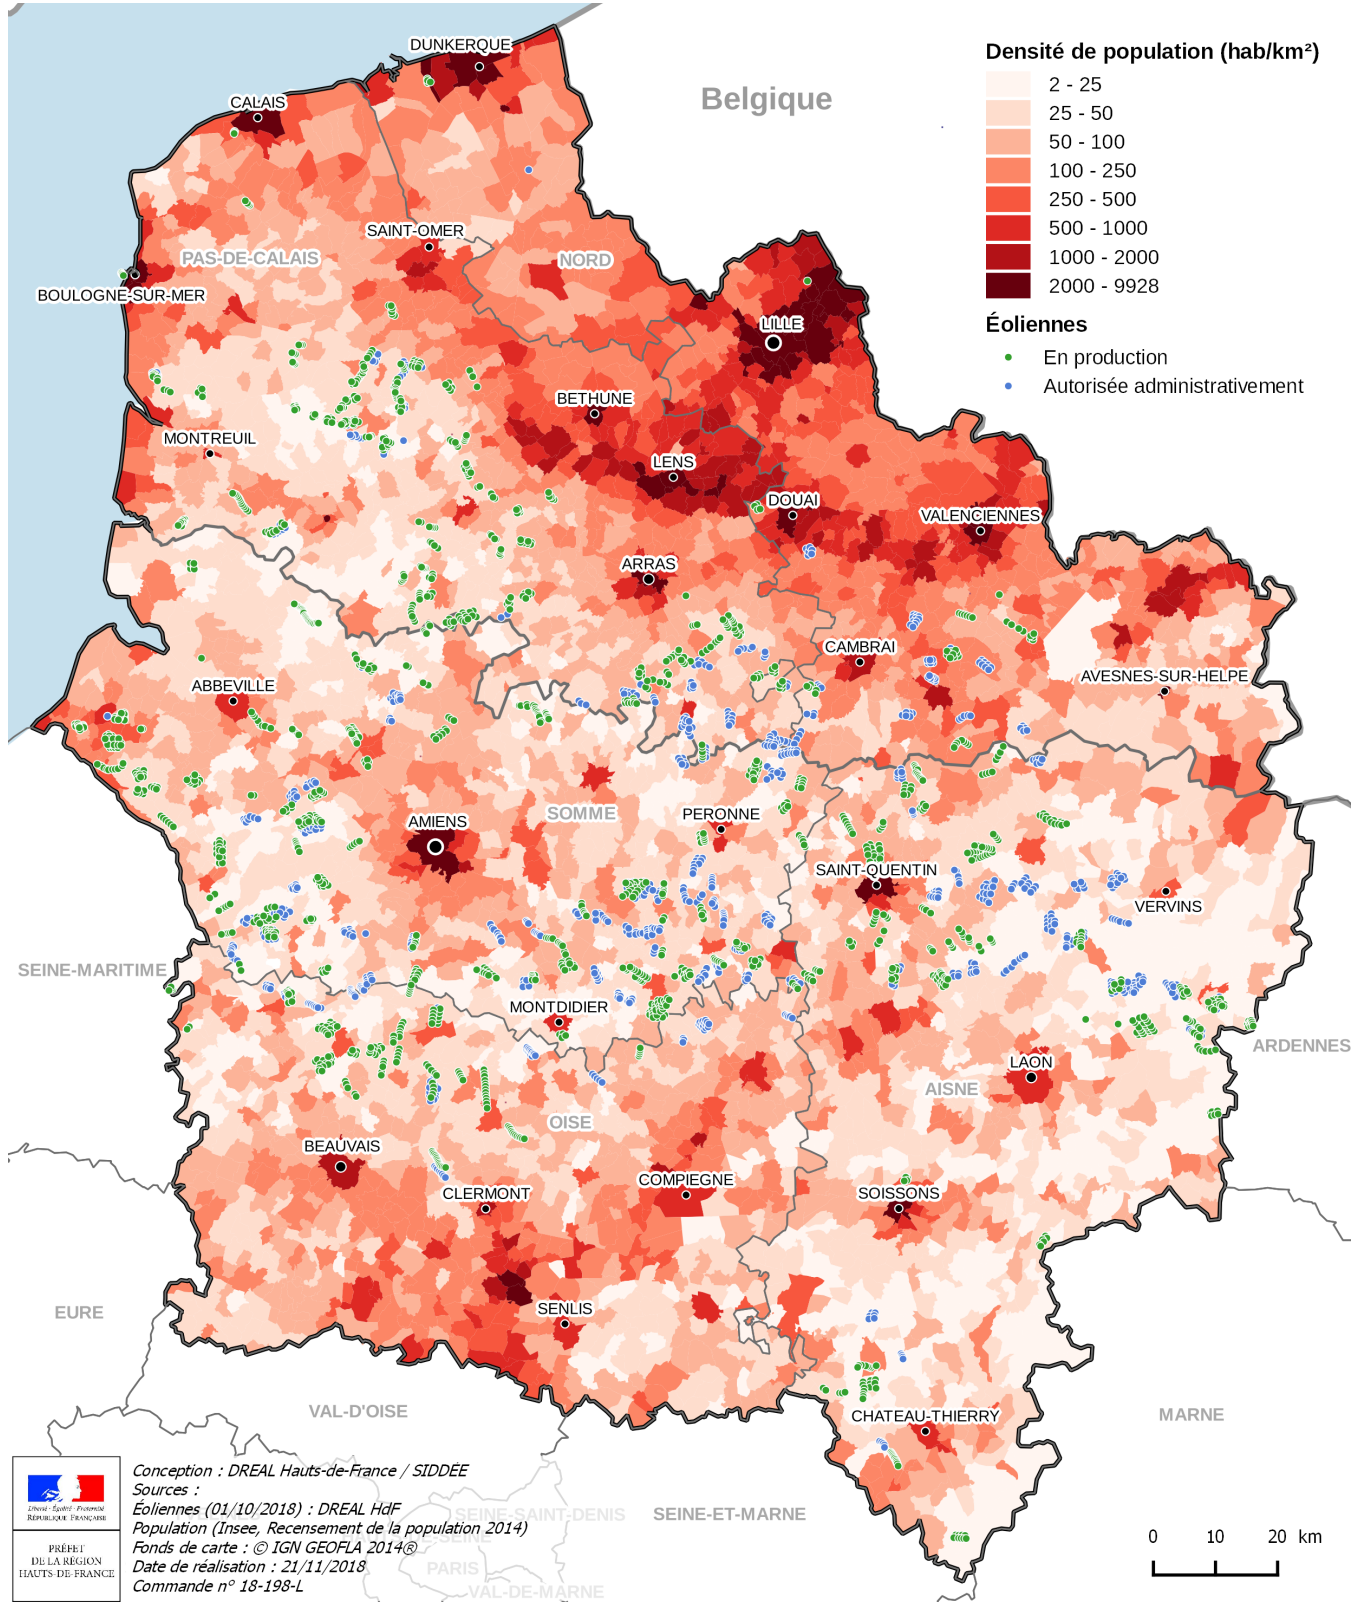 DUNKERQUE
CALAIS
Belgique
Densité de population (hab/km²)
2 - 25
25 - 50
50 - 100
100 - 250
250 - 500
500 - 1000
1000 - 2000
2000 - 9928
Éoliennes
En production
Autorisée administrativement
SAINT-OMER
PAS-DE-CALAIS
NORD
BOULOGNE-SUR-MER
LILLE
BETHUNE
MONTREUIL
LENS
DOUAI
VALENCIENNES
ARRAS
CAMBRAI
AVESNES-SUR-HELPE
ABBEVILLE
SOMME
PERONNE
AMIENS
SAINT-QUENTIN
VERVINS
SEINE-MARITIME
MONTDIDIER
ARDENNES
LAON
AISNE
OISE
BEAUVAIS
COMPIEGNE
CLERMONT
SOISSONS
EURE
SENLIS
VAL-D'OISE
CHATEAU-THIERRY
MARNE
Liberté · Égalité · Fraternité
RÉPUBLIQUE FRANÇAISE
PRÉFET
DE LA RÉGION
HAUTS-DE-FRANCE
Conception : DREAL Hauts-de-France / SIDDÉE
Sources :
Éoliennes (01/10/2018) : DREAL HdF
Population (Insee, Recensement de la population 2014)
Fonds de carte : © IGN GEOFLA 2014®
Date de réalisation : 21/11/2018
Commande n° 18-198-L
SEINE-SAINT-DENIS
SEINE-ET-MARNE
PARIS
VAL-DE-MARNE
0 10 20 km